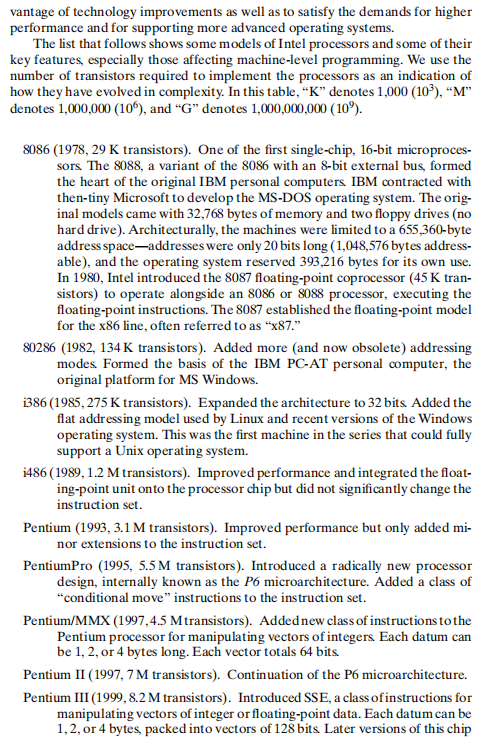 vantage of technology improvements as well as to satisfy the demands for higher
performance and for supporting more advanced operating systems.
The list that follows shows some models of Intel processors and some of their
key features, especially those affecting machine-level programming. We use the
number of transistors required to implement the processors as an indication of
how they have evolved in complexity. In this table, “K” denotes 1,000 (10³), “M”
denotes 1,000,000 (10⁶), and “G” denotes 1,000,000,000 (10⁹).
8086 (1978, 29 K transistors). One of the first single-chip, 16-bit microproces-
sors. The 8088, a variant of the 8086 with an 8-bit external bus, formed
the heart of the original IBM personal computers. IBM contracted with
then-tiny Microsoft to develop the MS-DOS operating system. The orig-
inal models came with 32,768 bytes of memory and two floppy drives (no
hard drive). Architecturally, the machines were limited to a 655,360-byte
address space—addresses were only 20 bits long (1,048,576 bytes address-
able), and the operating system reserved 393,216 bytes for its own use.
In 1980, Intel introduced the 8087 floating-point coprocessor (45 K tran-
sistors) to operate alongside an 8086 or 8088 processor, executing the
floating-point instructions. The 8087 established the floating-point model
for the x86 line, often referred to as “x87.”
80286 (1982, 134 K transistors). Added more (and now obsolete) addressing
modes. Formed the basis of the IBM PC-AT personal computer, the
original platform for MS Windows.
i386 (1985, 275 K transistors). Expanded the architecture to 32 bits. Added the
flat addressing model used by Linux and recent versions of the Windows
operating system. This was the first machine in the series that could fully
support a Unix operating system.
i486 (1989, 1.2 M transistors). Improved performance and integrated the float-
ing-point unit onto the processor chip but did not significantly change the
instruction set.
Pentium (1993, 3.1 M transistors). Improved performance but only added mi-
nor extensions to the instruction set.
PentiumPro (1995, 5.5 M transistors). Introduced a radically new processor
design, internally known as the P6 microarchitecture. Added a class of
“conditional move” instructions to the instruction set.
Pentium/MMX (1997, 4.5 M transistors). Added new class of instructions to the
Pentium processor for manipulating vectors of integers. Each datum can
be 1, 2, or 4 bytes long. Each vector totals 64 bits.
Pentium II (1997, 7 M transistors). Continuation of the P6 microarchitecture.
Pentium III (1999, 8.2 M transistors). Introduced SSE, a class of instructions for
manipulating vectors of integer or floating-point data. Each datum can be
1, 2, or 4 bytes, packed into vectors of 128 bits. Later versions of this chip